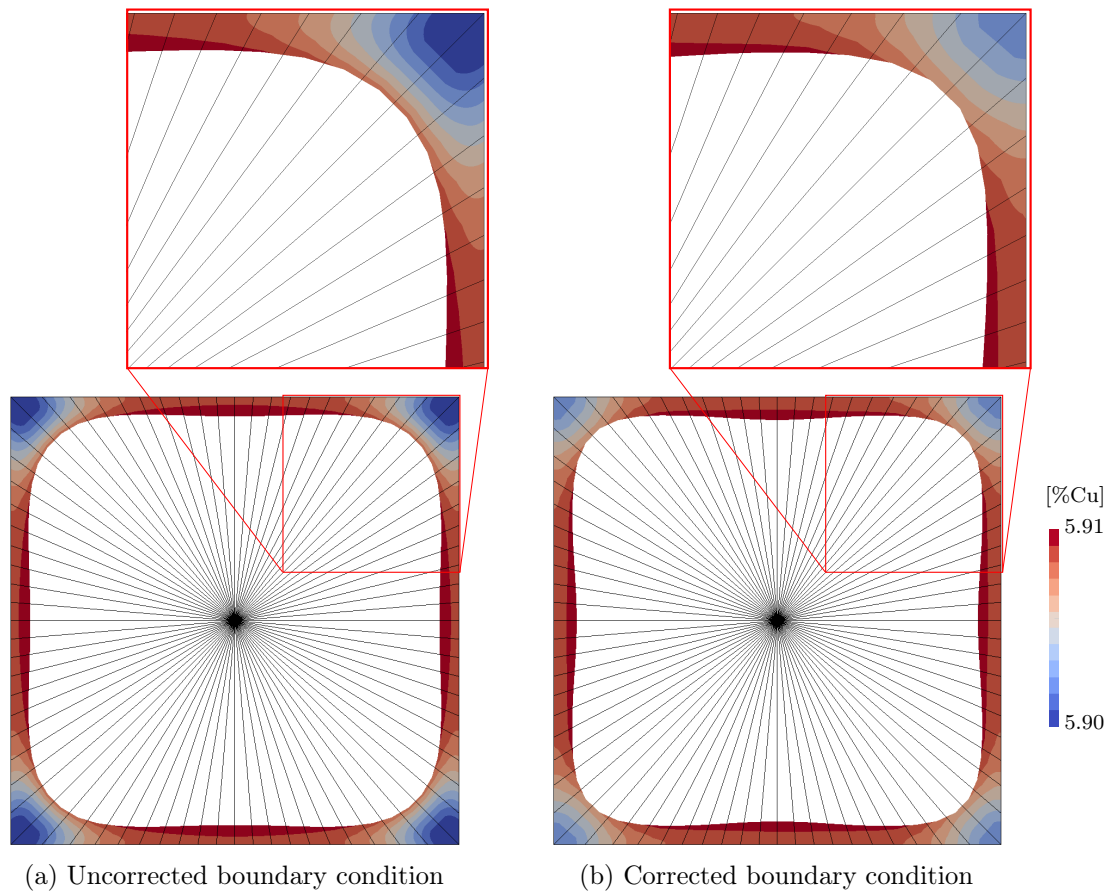 [%Cu]
5.91
5.90
(a) Uncorrected boundary condition
(b) Corrected boundary condition